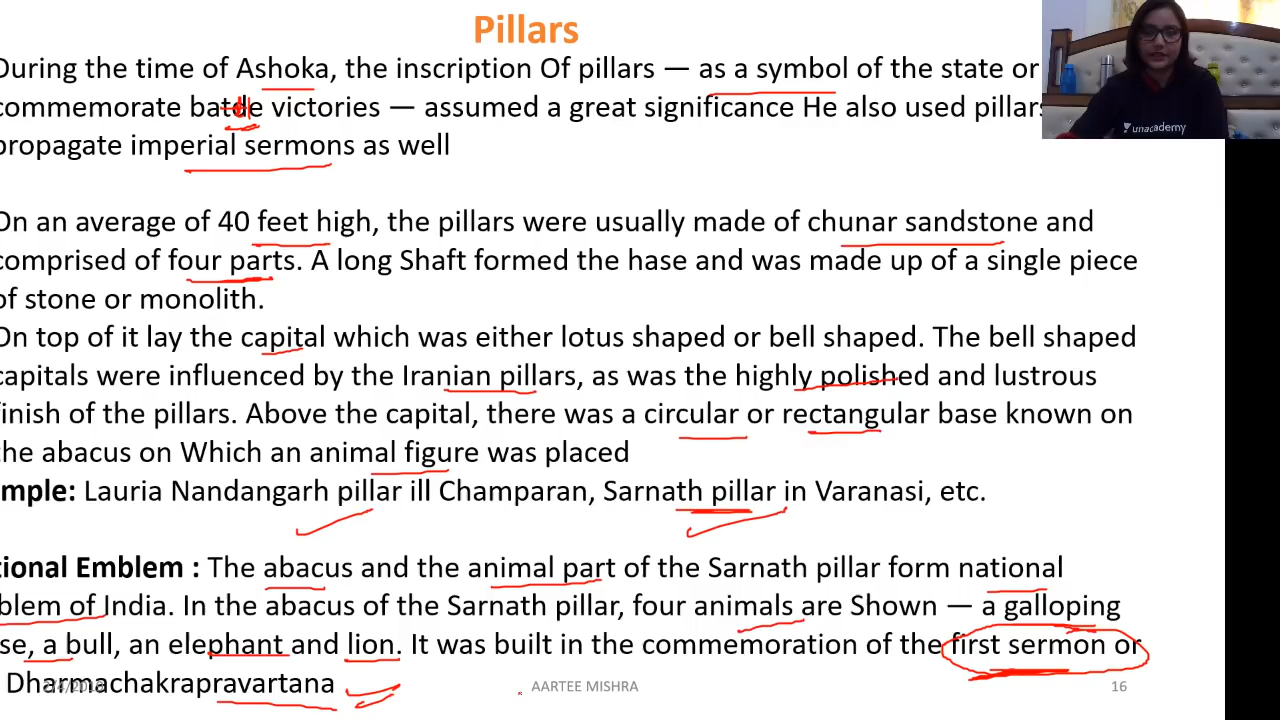 Pillars
During the time of Ashoka, the inscription Of pillars — as a symbol of the state or
commemorate battle victories — assumed a great significance He also used pillars
propagate imperial sermons as well
unacademy
On an average of 40 feet high, the pillars were usually made of chunar sandstone and
comprised of four parts. A long Shaft formed the hase and was made up of a single piece
of stone or monolith.
On top of it lay the capital which was either lotus shaped or bell shaped. The bell shaped
capitals were influenced by the Iranian pillars, as was the highly polished and lustrous
finish of the pillars. Above the capital, there was a circular or rectangular base known on
the abacus on Which an animal figure was placed
mple: Lauria Nandangarh pillar ill Champaran, Sarnath pillar in Varanasi, etc.
tional Emblem : The abacus and the animal part of the Sarnath pillar form national
blem of India. In the abacus of the Sarnath pillar, four animals are Shown — a galloping
se, a bull, an elephant and lion. It was built in the commemoration of the first sermon or
Dharmachakrapravartana
AARTEE MISHRA
16